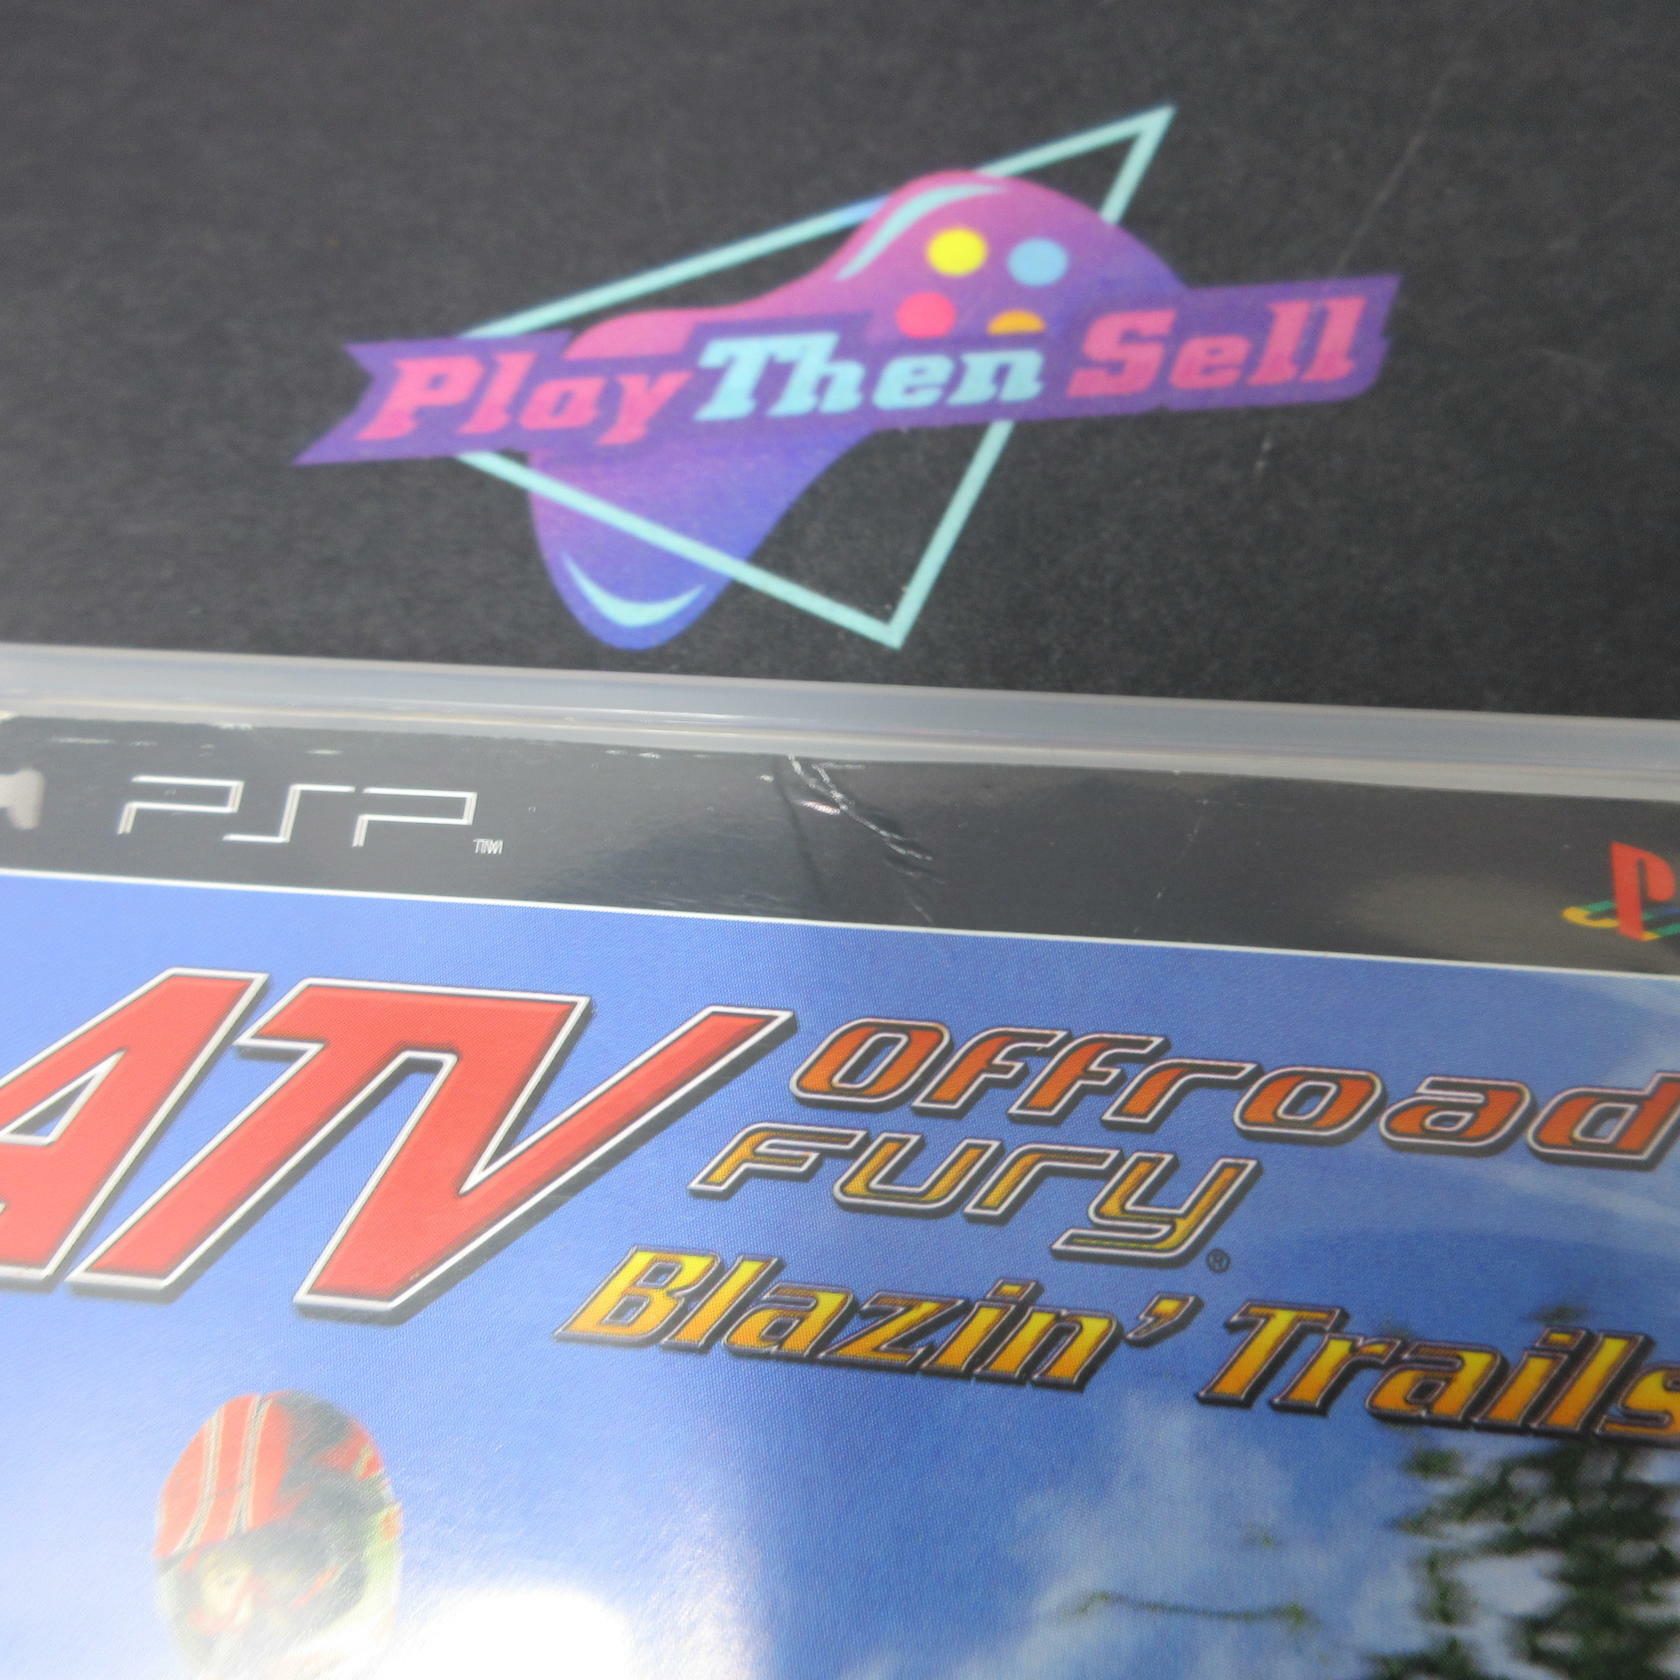 Play Then Sell
PSP™
ATV Offroad
Fury®
Blazin' Trails